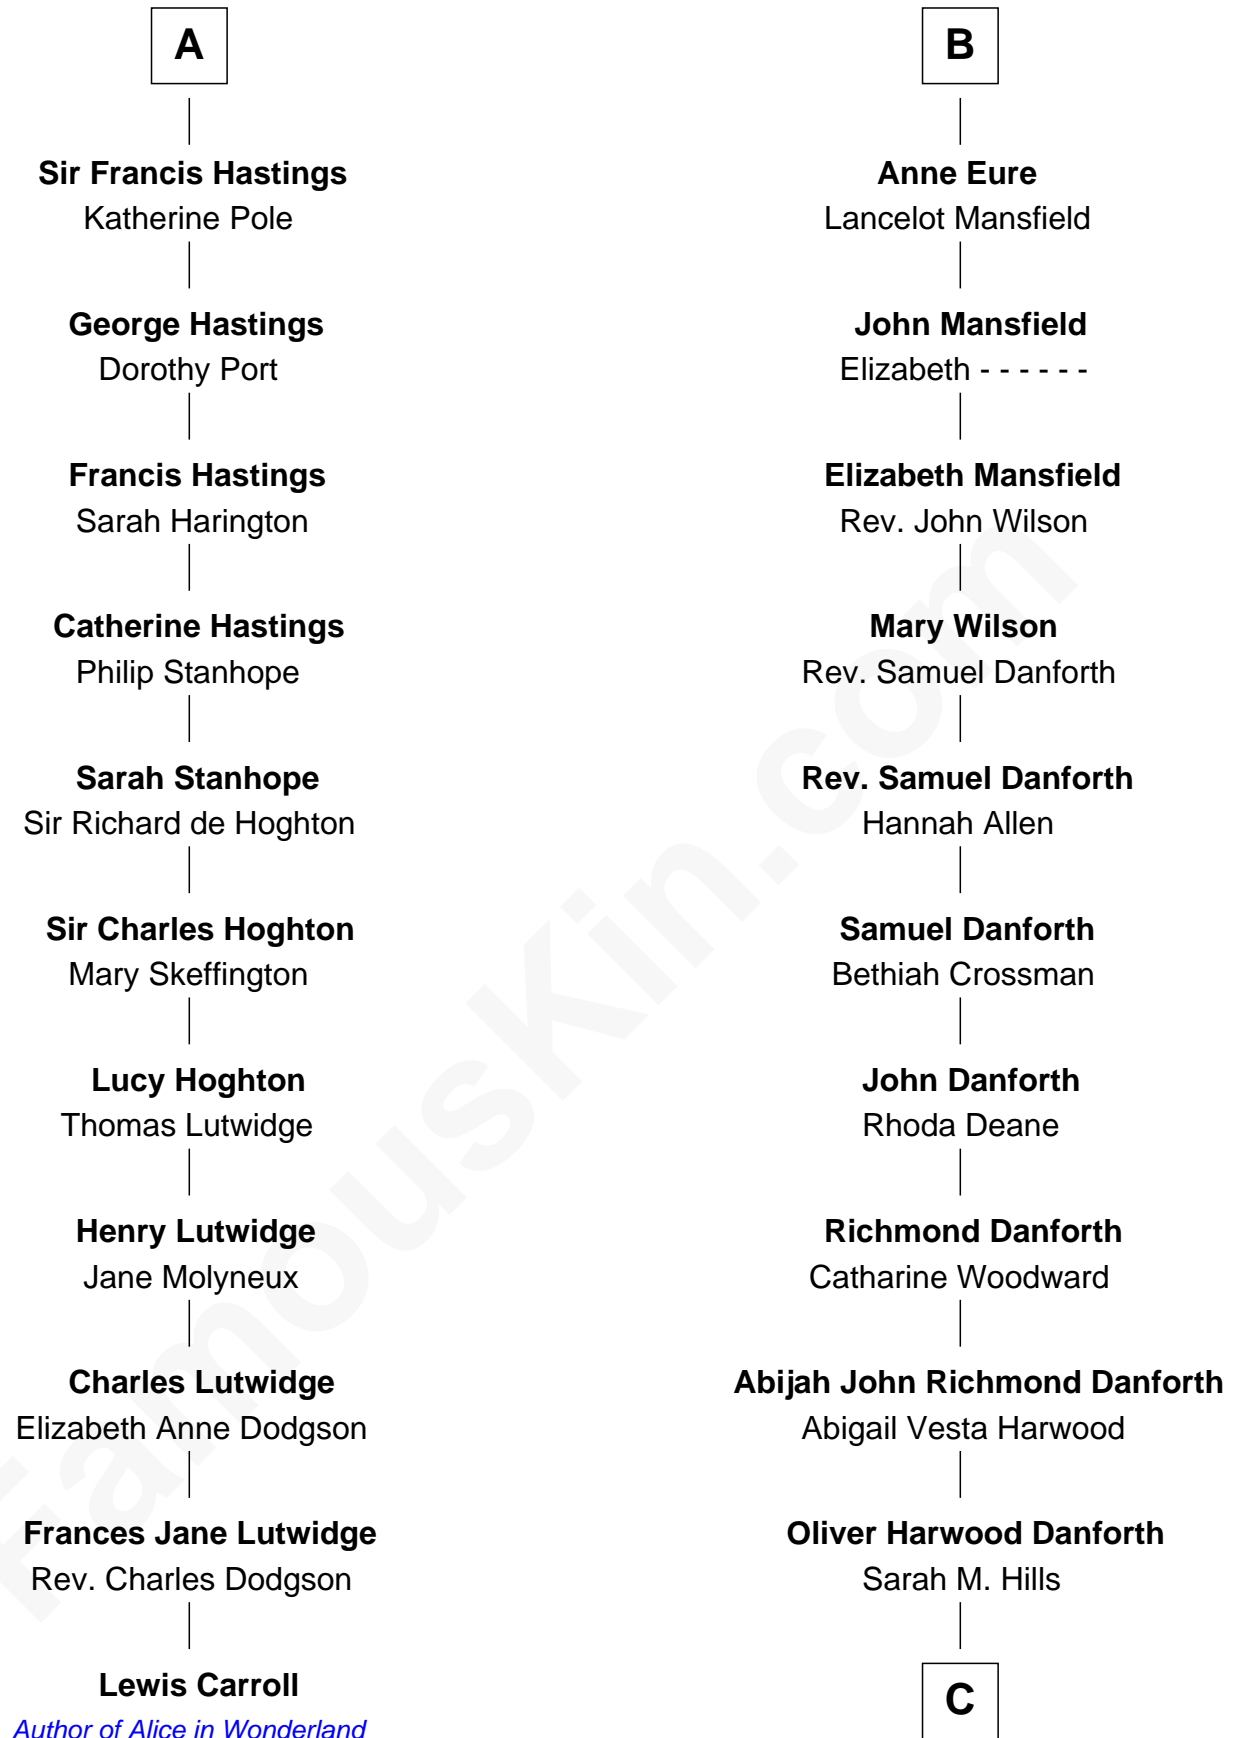 A
Sir Francis Hastings
Katherine Pole
George Hastings
Dorothy Port
Francis Hastings
Sarah Harington
Catherine Hastings
Philip Stanhope
Sarah Stanhope
Sir Richard de Hoghton
Sir Charles Hoghton
Mary Skeffington
Lucy Hoghton
Thomas Lutwidge
Henry Lutwidge
Jane Molyneux
Charles Lutwidge
Elizabeth Anne Dodgson
Frances Jane Lutwidge
Rev. Charles Dodgson
Lewis Carroll
Author of Alice in Wonderland
B
Anne Eure
Lancelot Mansfield
John Mansfield
Elizabeth - - - - - -
Elizabeth Mansfield
Rev. John Wilson
Mary Wilson
Rev. Samuel Danforth
Rev. Samuel Danforth
Hannah Allen
Samuel Danforth
Bethiah Crossman
John Danforth
Rhoda Deane
Richmond Danforth
Catharine Woodward
Abijah John Richmond Danforth
Abigail Vesta Harwood
Oliver Harwood Danforth
Sarah M. Hills
C
FamousKin.com